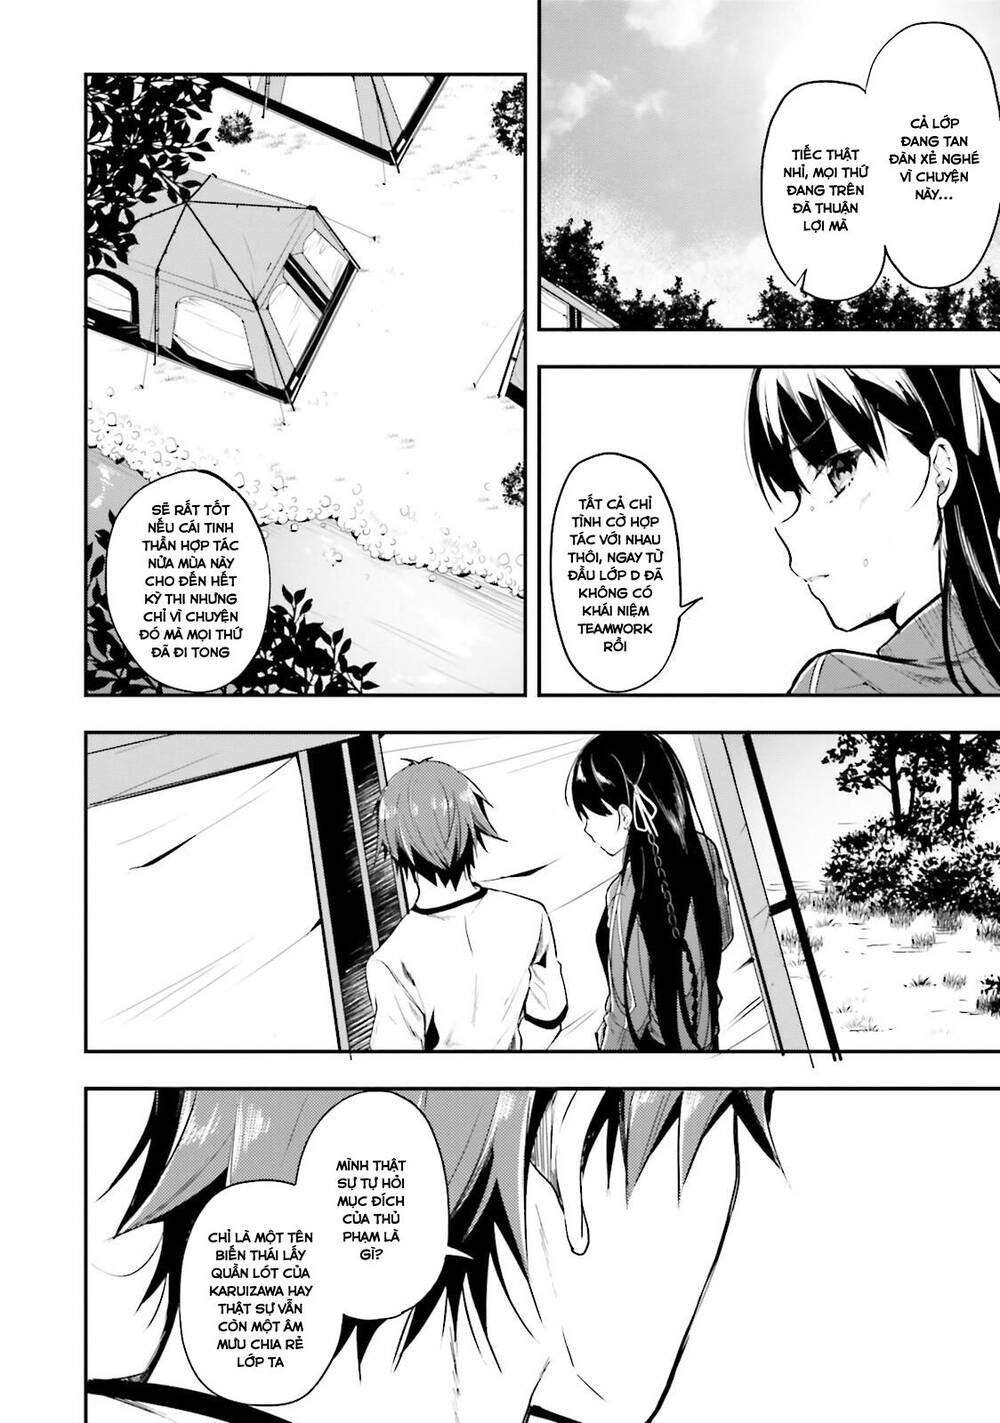 CẢ LỚP
ĐANG TAN
ĐÀN XẺ NGHÉ
VÌ CHUYỆN
NÀY...
TIẾC THẬT
NHỈ, MỌI THỨ
ĐANG TRÊN
ĐÀ THUẬN
LỢI MÀ
TẤT CẢ CHỈ
TÌNH CỜ HỢP
TÁC VỚI NHAU
THÔI, NGAY TỪ
ĐẦU LỚP D ĐÃ
KHÔNG CÓ
KHÁI NIỆM
TEAMWORK
RỒI
SẼ RẤT TỐT
NẾU CÁI TINH
THẦN HỢP TÁC
NỬA MÙA NÀY
CHO ĐẾN HẾT
KỲ THI NHƯNG
CHỈ VÌ CHUYỆN
ĐÓ MÀ MỌI THỨ
ĐÃ ĐI TONG
MÌNH THẬT
SỰ TỰ HỎI
MỤC ĐÍCH
CỦA THỦ
PHẠM LÀ
GÌ?
CHỈ LÀ MỘT TÊN
BIẾN THÁI LẤY
QUẦN LÓT CỦA
KARUIZAWA HAY
THẬT SỰ VẪN
CÒN MỘT ÂM
MƯU CHIA RẼ
LỚP TA